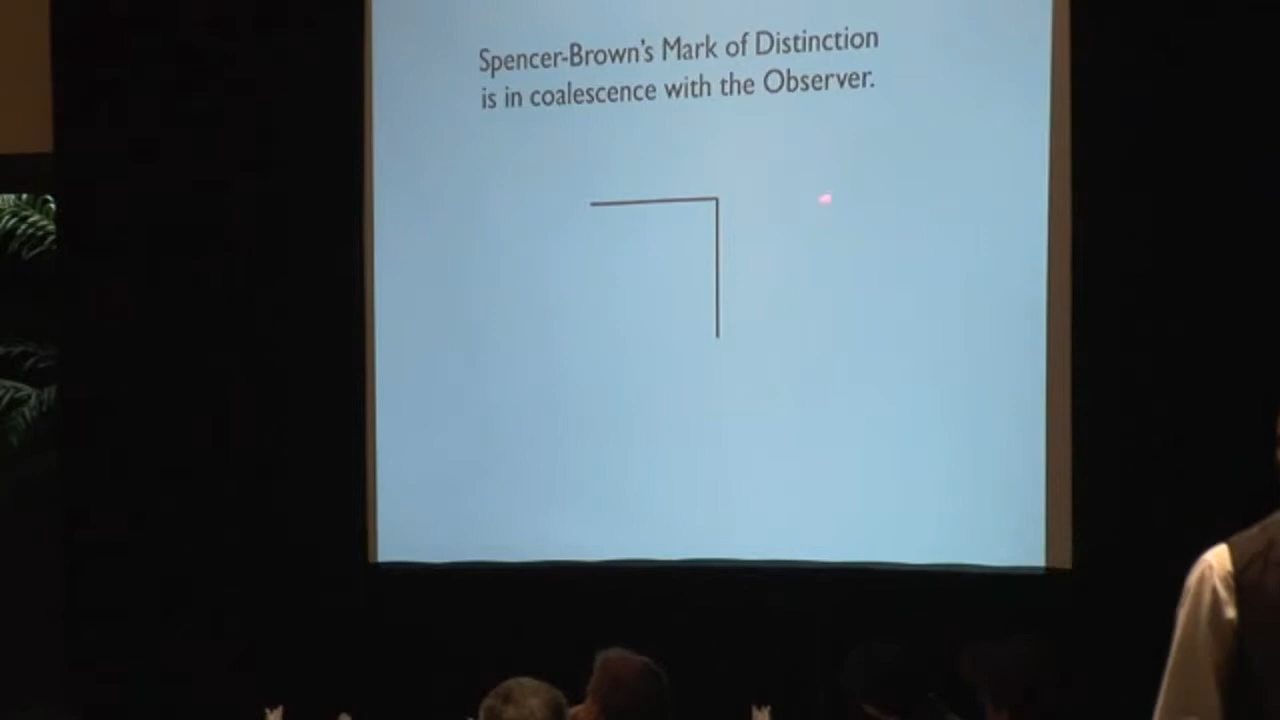 Spencer-Brown's Mark of Distinction
is in coalescence with the Observer.